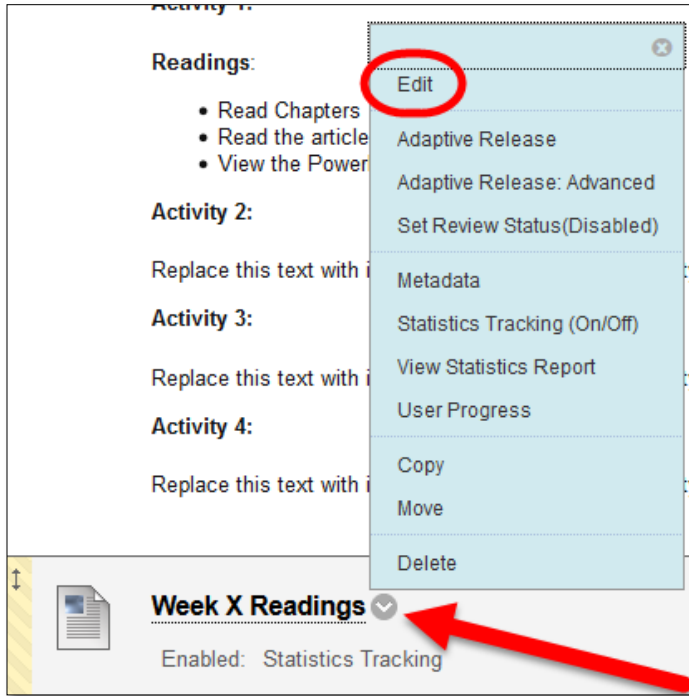 Activity 1:
Readings:
• Read Chapters
• Read the article
• View the Power
Activity 2:
Replace this text with i
Activity 3:
Replace this text with i
Activity 4:
Replace this text with i
Edit
Adaptive Release
Adaptive Release: Advanced
Set Review Status(Disabled)
Metadata
Statistics Tracking (On/Off)
View Statistics Report
User Progress
Copy
Move
Delete
Week X Readings
Enabled: Statistics Tracking